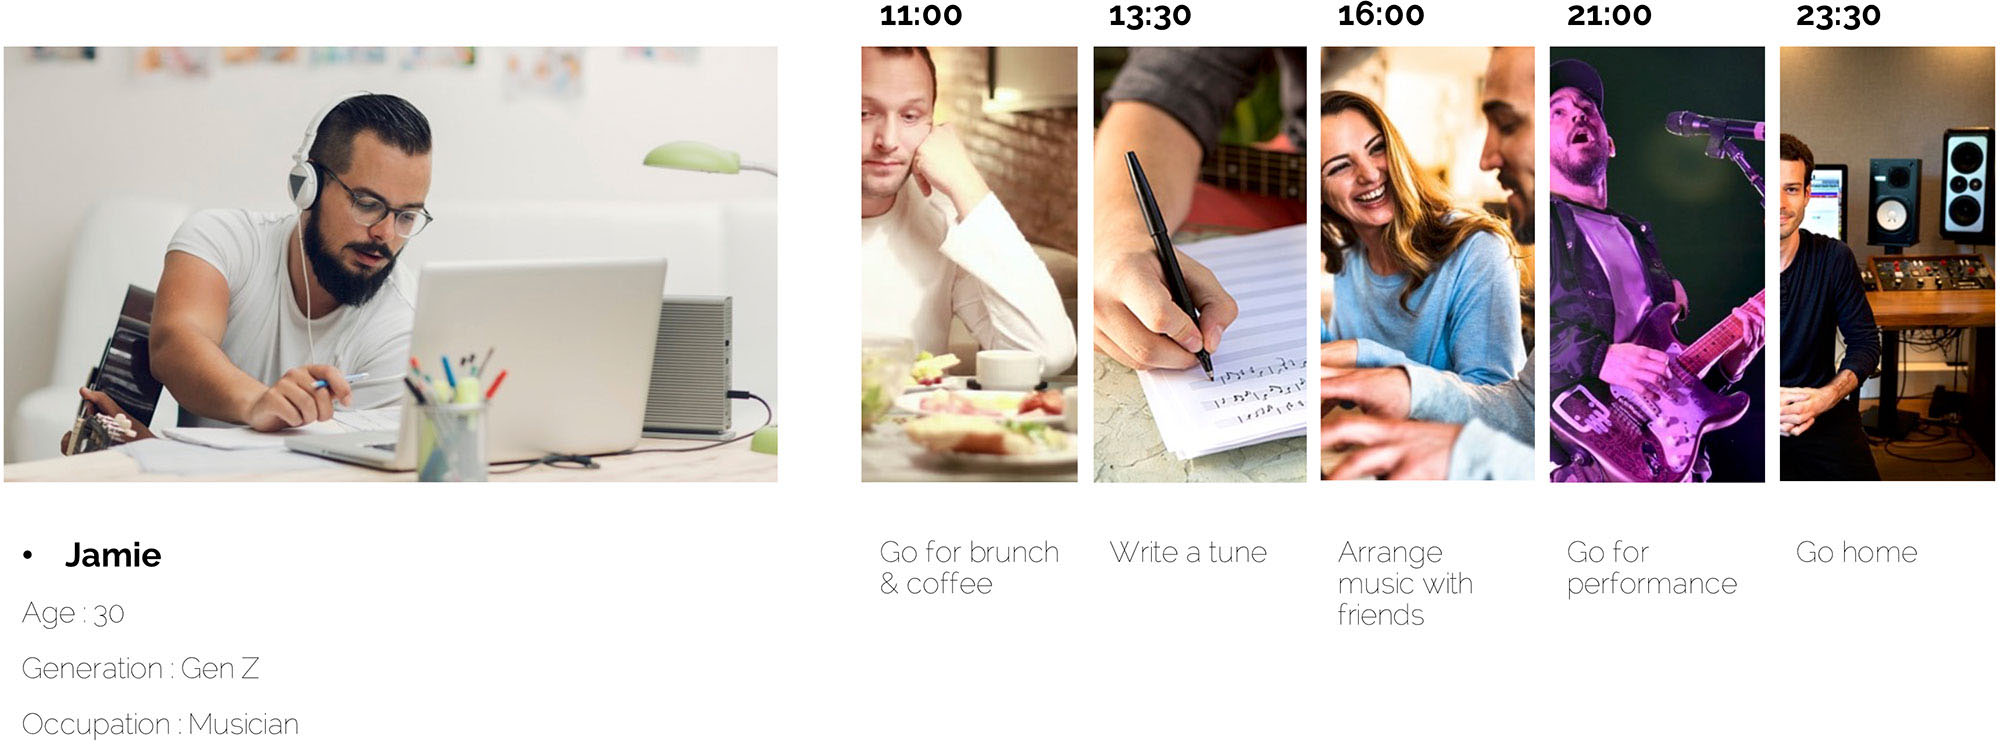 11:00
13:30
16:00
21:00
23:30
• Jamie
Age : 30
Generation : Gen Z
Occupation : Musician
Go for brunch
& coffee
Write a tune
Arrange
music with
friends
Go for
performance
Go home